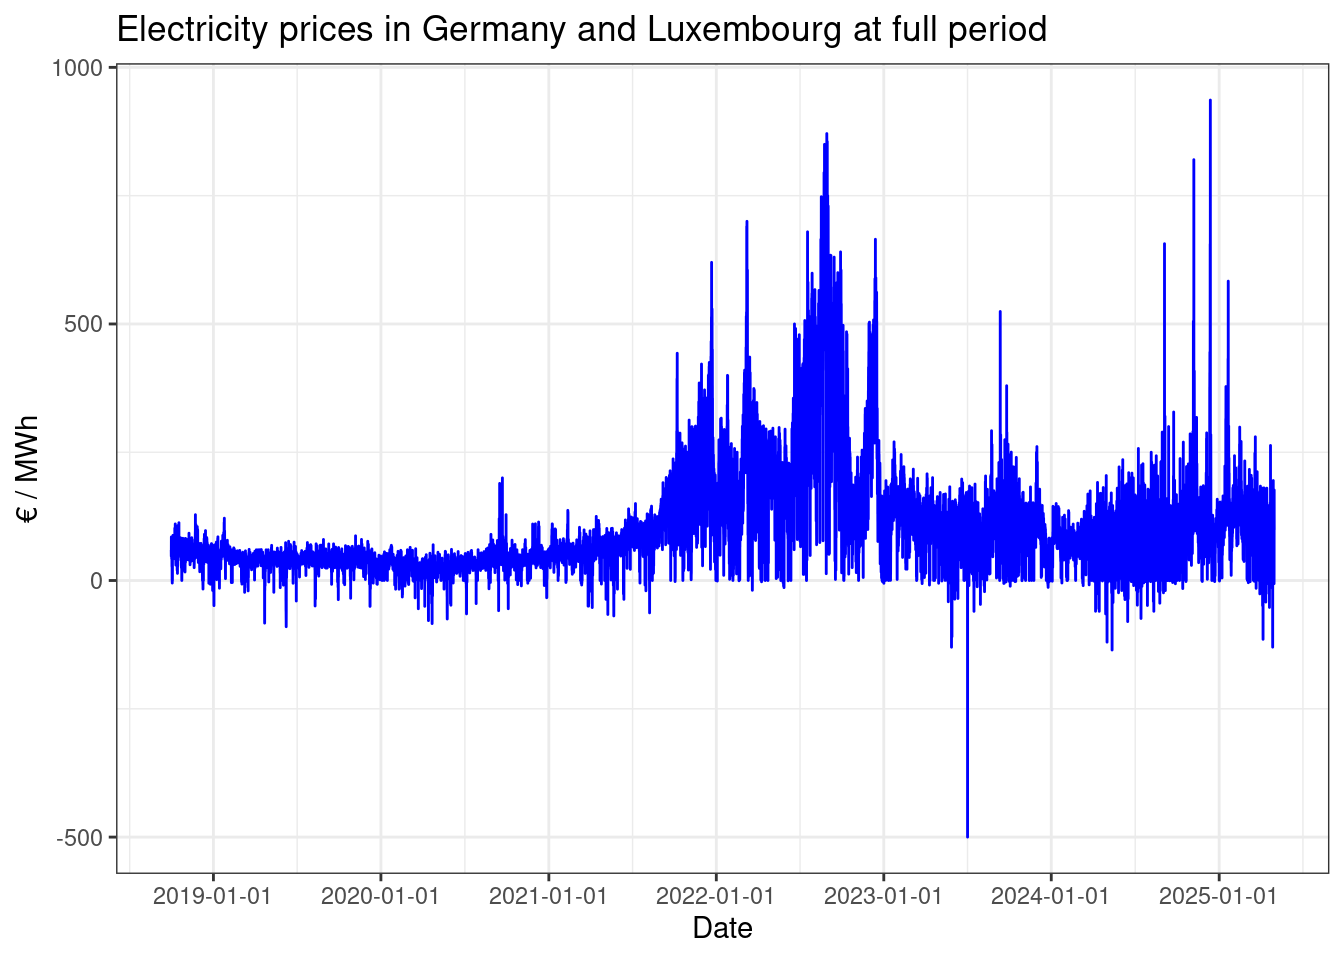 Electricity prices in Germany and Luxembourg at full period
1000
500
0
-500
€ / MWh
2019-01-01 2020-01-01 2021-01-01 2022-01-01 2023-01-01 2024-01-01 2025-01-01
Date